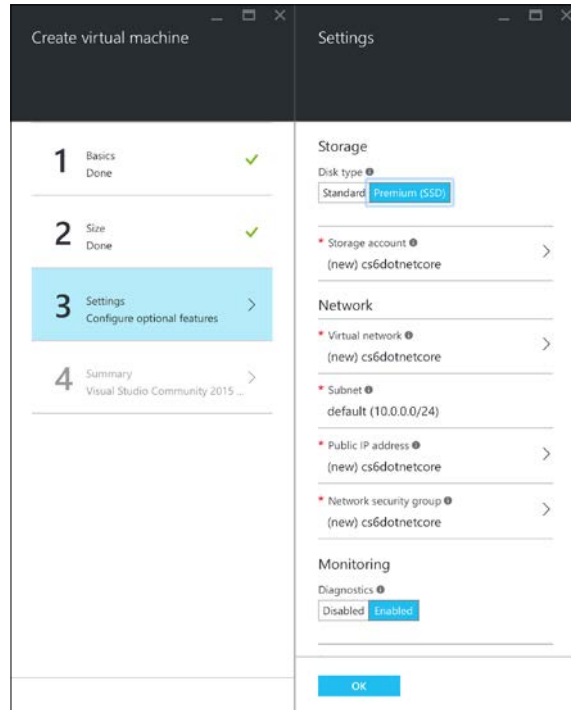 Create virtual machine
1
Basics
Done
2
Size
Done
3
Settings
Configure optional features
4
Summary
Visual Studio Community 2015 ...
Settings
Storage
Disk type
Standard Premium (SSD)
* Storage account
(new) cs6dotnetcore
Network
* Virtual network
(new) cs6dotnetcore
* Subnet
default (10.0.0.0/24)
* Public IP address
(new) cs6dotnetcore
* Network security group
(new) cs6dotnetcore
Monitoring
Diagnostics
Disabled Enabled
OK